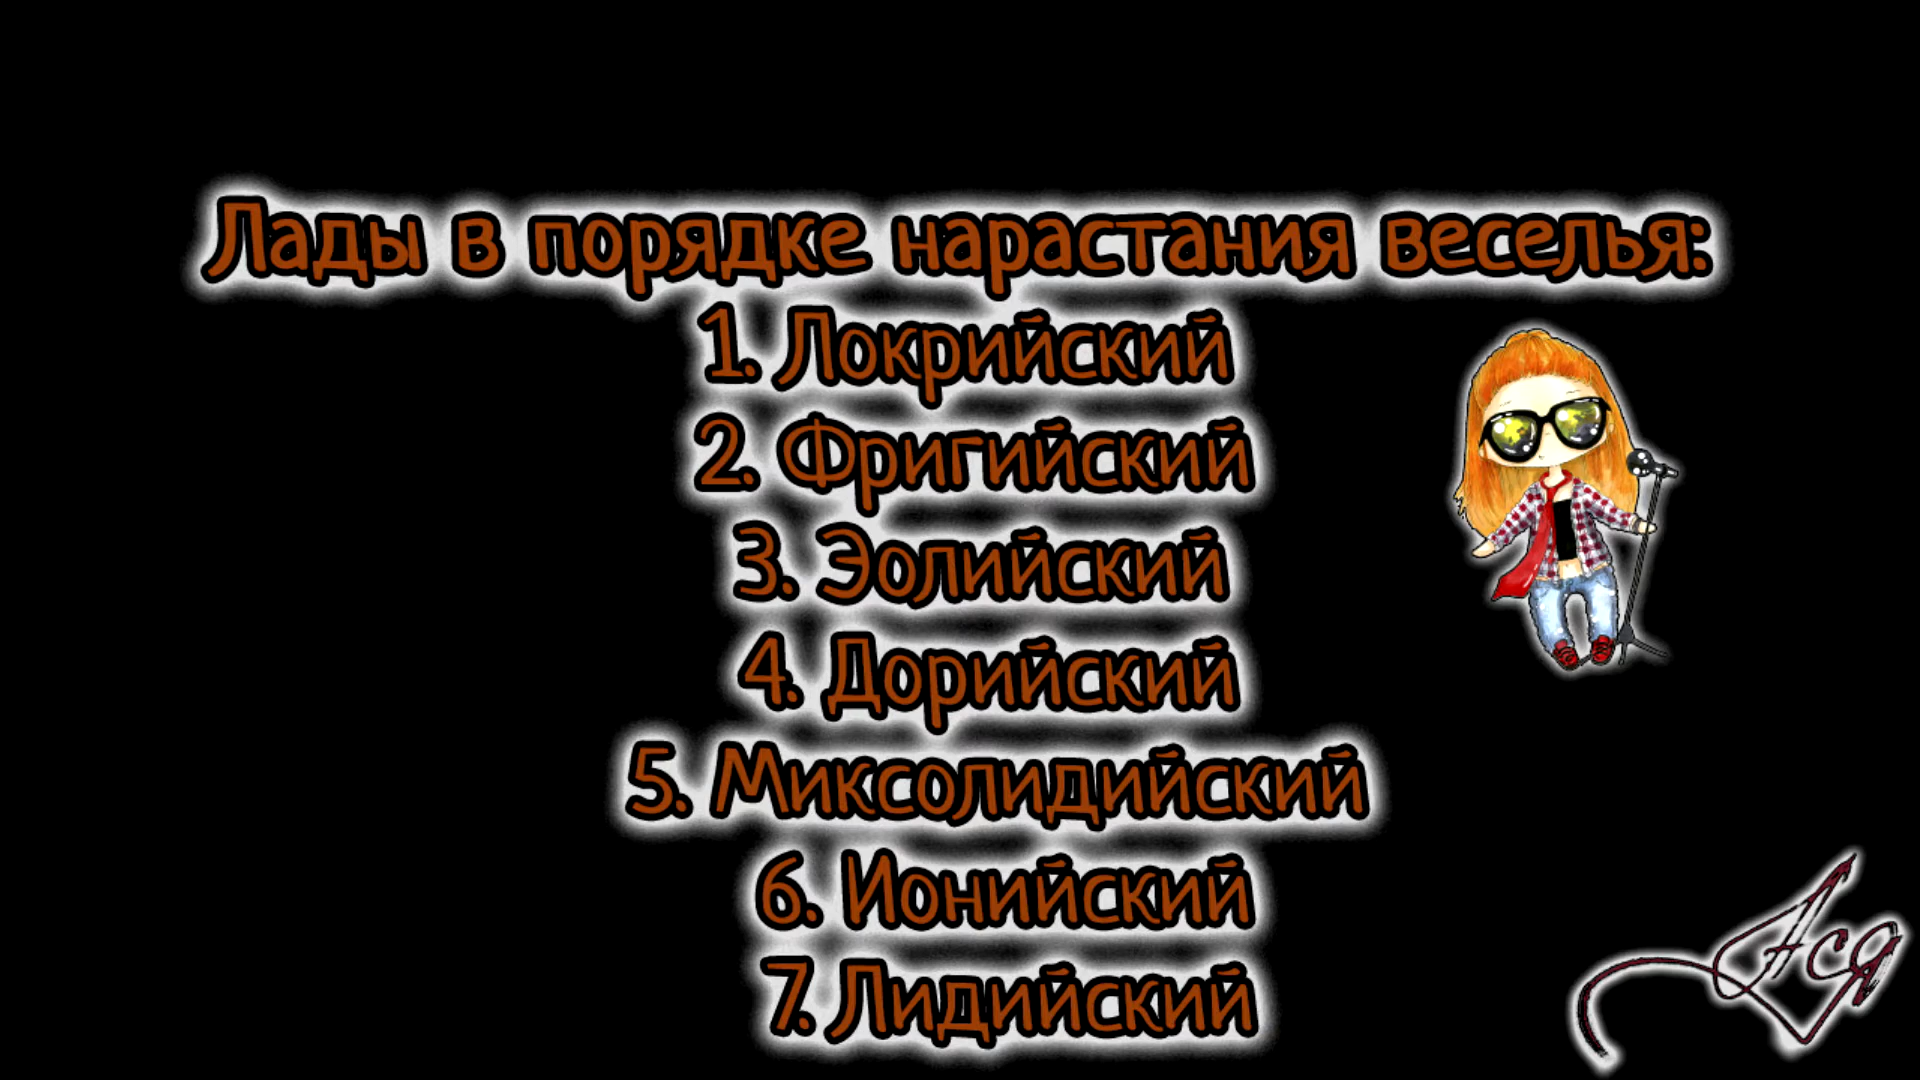 Лады в порядке нарастания веселья:
1. Локрийский
2. Фригийский
3. Эолийский
4. Дорийский
5. Миксолидийский
6. Ионийский
7. Лидийский
Ася